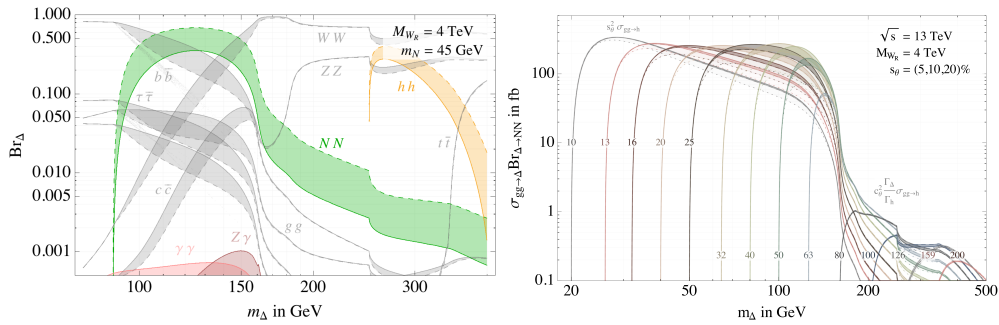 1.000
0.500
0.100
0.050
0.010
0.005
0.001
Br_Δ
W W
Z Z
b b̄
τ τ̄
c c̄
γ γ
Z γ
g g
N N
h h
t t̄
M_{W_R} = 4 TeV
m_N = 45 GeV
100
150
200
300
m_Δ in GeV
100
10
1
0.1
σ_{gg→Δ}Br_{Δ→NN} in fb
s_θ^2 σ_{gg→h}
√s = 13 TeV
M_{W_R} = 4 TeV
s_θ = (5,10,20)%
10
13
16
20
25
c_θ^2 Γ_Δ/Γ_h σ_{gg→h}
32
40
50
63
80
100
126
159
200
20
50
100
200
500
m_Δ in GeV